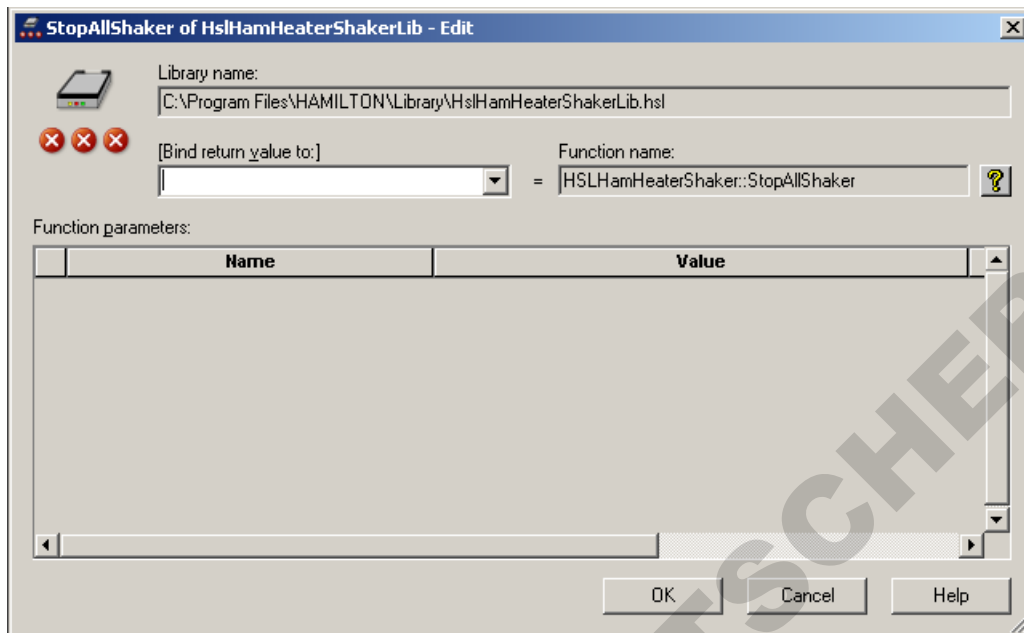 StopAllShaker of HslHamHeaterShakerLib - Edit
Library name:
C:\Program Files\HAMILTON\Library\HslHamHeaterShakerLib.hsl
[Bind return value to:]
Function name:
= HSLHamHeaterShaker::StopAllShaker
Function parameters:
Name Value
OK Cancel Help